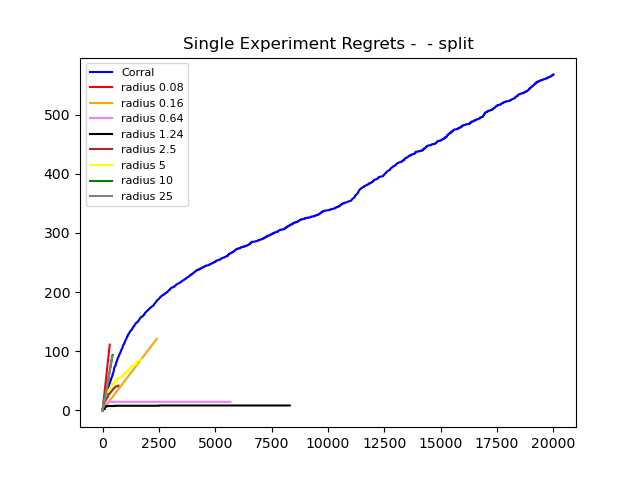 Single Experiment Regrets -  - split
Corral
radius 0.08
radius 0.16
radius 0.64
radius 1.24
radius 2.5
radius 5
radius 10
radius 25
500
400
300
200
100
0
0 2500 5000 7500 10000 12500 15000 17500 20000